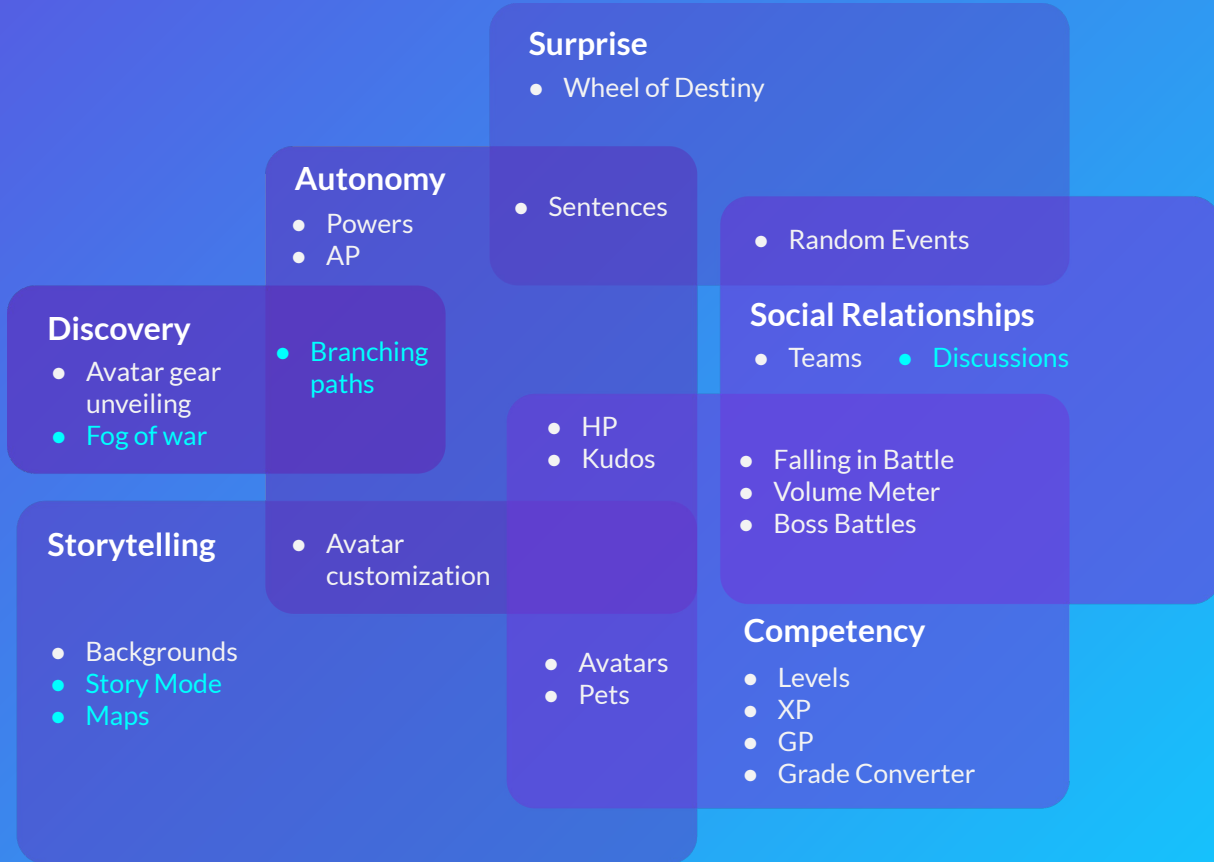 Surprise
● Wheel of Destiny
Autonomy
● Powers
● AP
● Sentences
● Random Events
Discovery
● Avatar gear
unveiling
● Fog of war
● Branching
paths
Social Relationships
● Teams ● Discussions
● HP
● Kudos
● Falling in Battle
● Volume Meter
● Boss Battles
Storytelling
● Avatar
customization
● Backgrounds
● Story Mode
● Maps
● Avatars
● Pets
Competency
● Levels
● XP
● GP
● Grade Converter